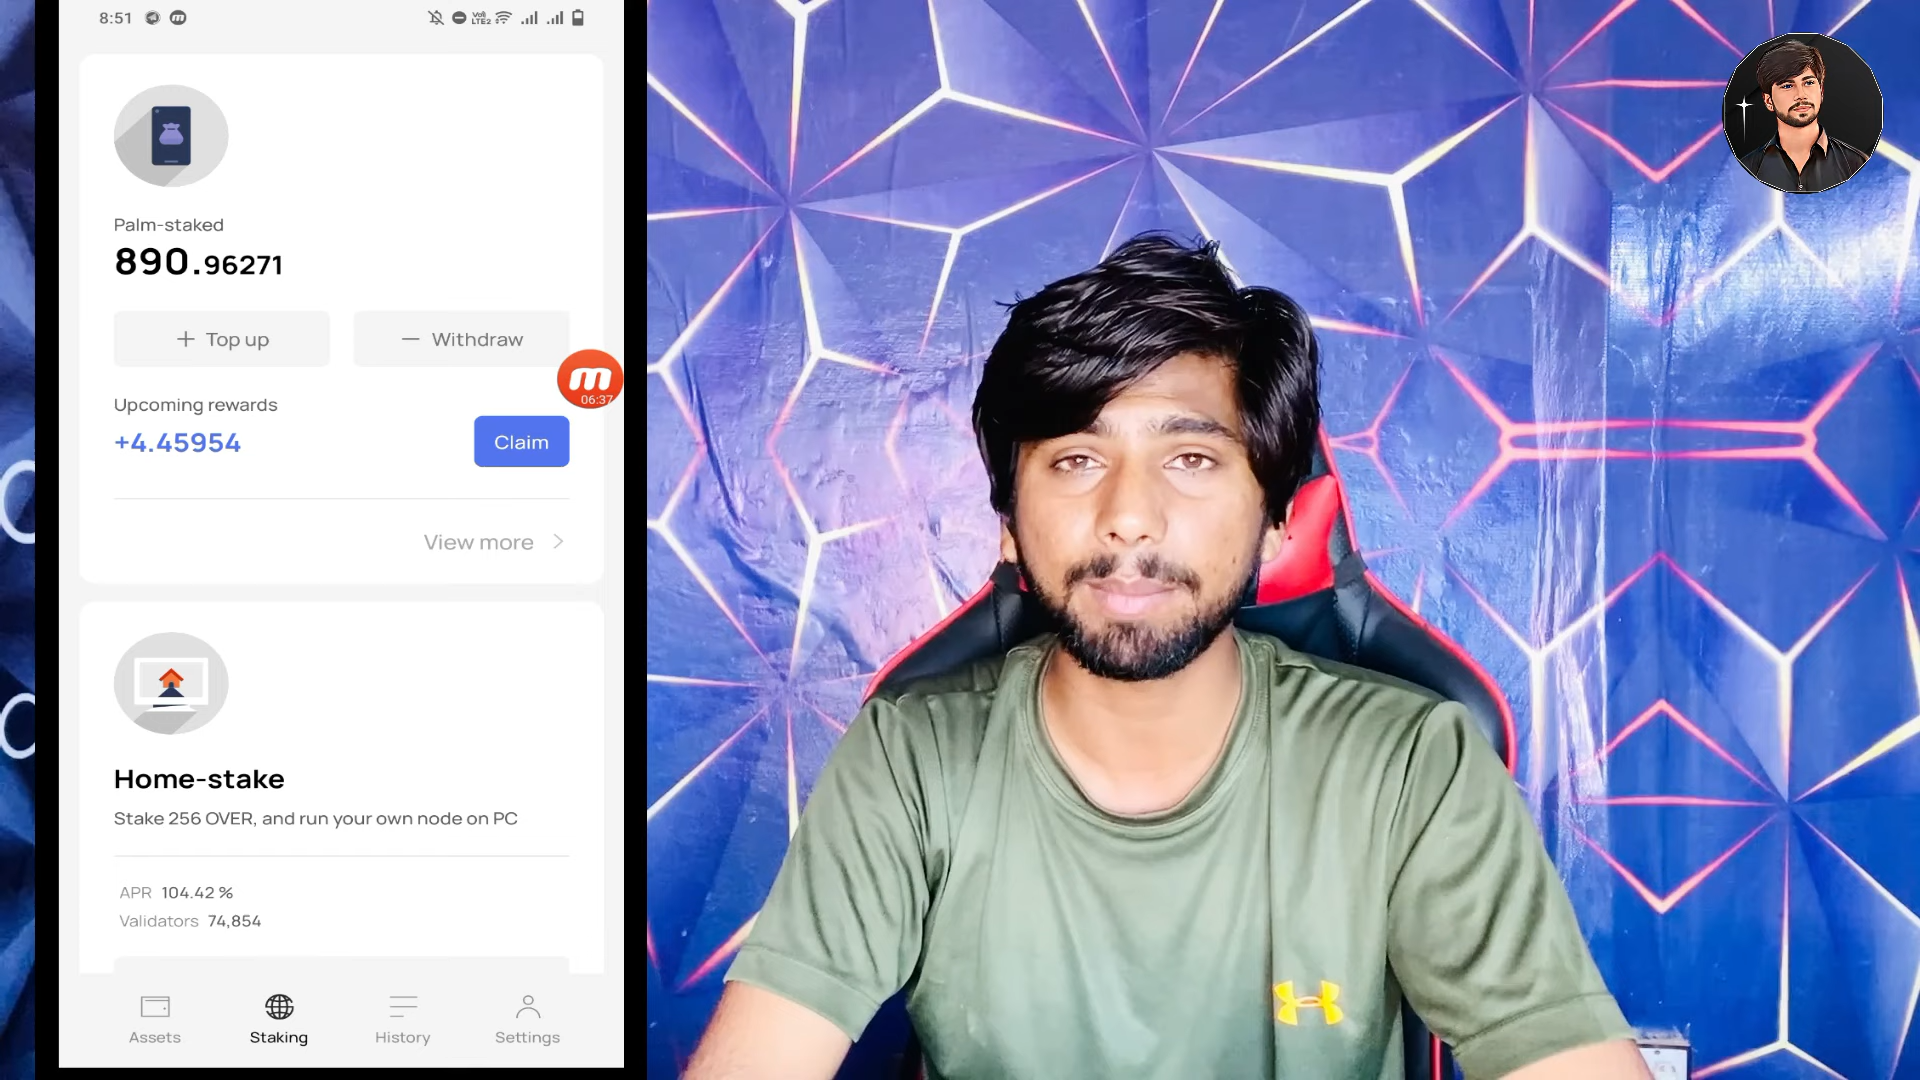 8:51
Vo))
LTE2
Palm-staked
890.96271
+ Top up
— Withdraw
m
06:37
Upcoming rewards
+4.45954
Claim
View more >
Home-stake
Stake 256 OVER, and run your own node on PC
APR 104.42 %
Validators 74,854
Assets
Staking
History
Settings